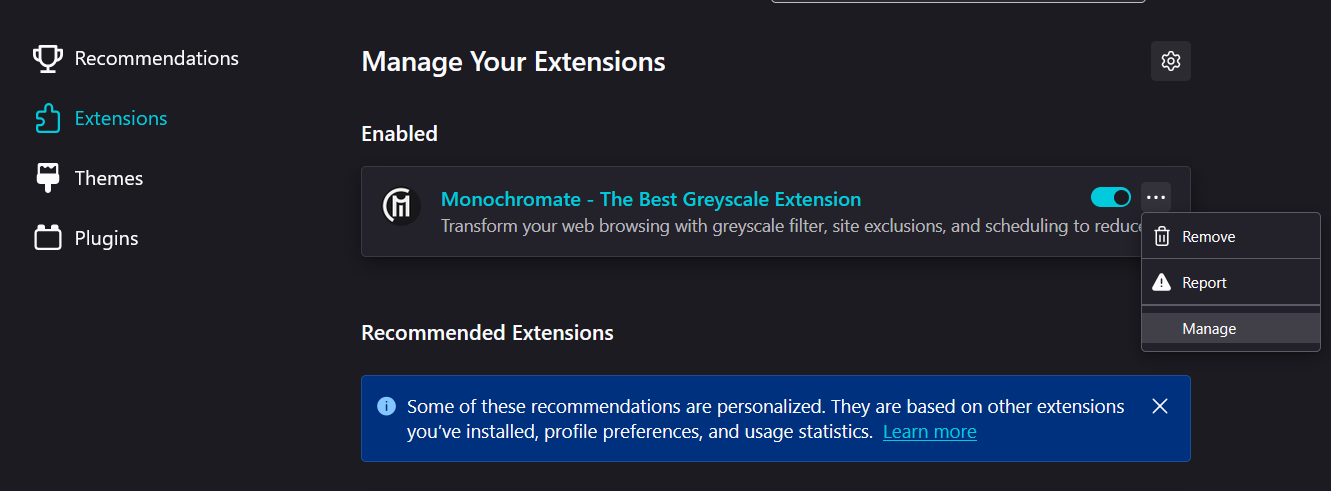 Recommendations
Extensions
Themes
Plugins
Manage Your Extensions
Enabled
Monochromate - The Best Greyscale Extension
Transform your web browsing with greyscale filter, site exclusions, and scheduling to reduce
Remove
Report
Manage
Recommended Extensions
Some of these recommendations are personalized. They are based on other extensions
you’ve installed, profile preferences, and usage statistics. Learn more